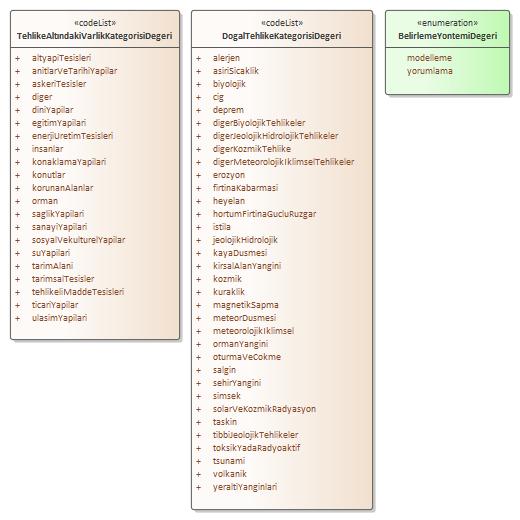 «codeList»
TehlikeAltındakiVarlikKategorisiDegeri
+ altyapiTesisleri
+ anitlarVeTarihiYapilar
+ askeriTesisler
+ diger
+ diniYapilar
+ egitimYapilari
+ enerjiUretimTesisleri
+ insanlar
+ konaklamaYapilari
+ konutlar
+ korunanAlanlar
+ orman
+ saglikYapilari
+ sanayiYapilari
+ sosyalVekulturelYapilar
+ suYapilari
+ tarimAlani
+ tarimsalTesisler
+ tehlikeliMaddeTesisleri
+ ticariYapilar
+ ulasimYapilari
«codeList»
DogalTehlikeKategorisiDegeri
+ alerjen
+ asiriSicaklik
+ biyolojik
+ cig
+ deprem
+ digerBiyolojikTehlikeler
+ digerJeolojikHidrolojikTehlikeler
+ digerKozmikTehlike
+ digerMeteorolojikIklimselTehlikeler
+ erozyon
+ firtinaKabarmasi
+ heyelan
+ hortumFirtinaGucluRuzgar
+ istila
+ jeolojikHidrolojik
+ kayaDusmesi
+ kirsalAlanYangini
+ kozmik
+ kuraklik
+ magnetikSapma
+ meteorDusmesi
+ meteorolojikIklimsel
+ ormanYangini
+ oturmaVeCokme
+ salgin
+ sehirYangini
+ simsek
+ solarVeKozmikRadyasyon
+ taskin
+ tibbiJeolojikTehlikeler
+ toksikYadaRadyoaktif
+ tsunami
+ volkanik
+ yeraltiYanginlari
«enumeration»
BelirlemeYontemiDegeri
modelleme
yorumlama